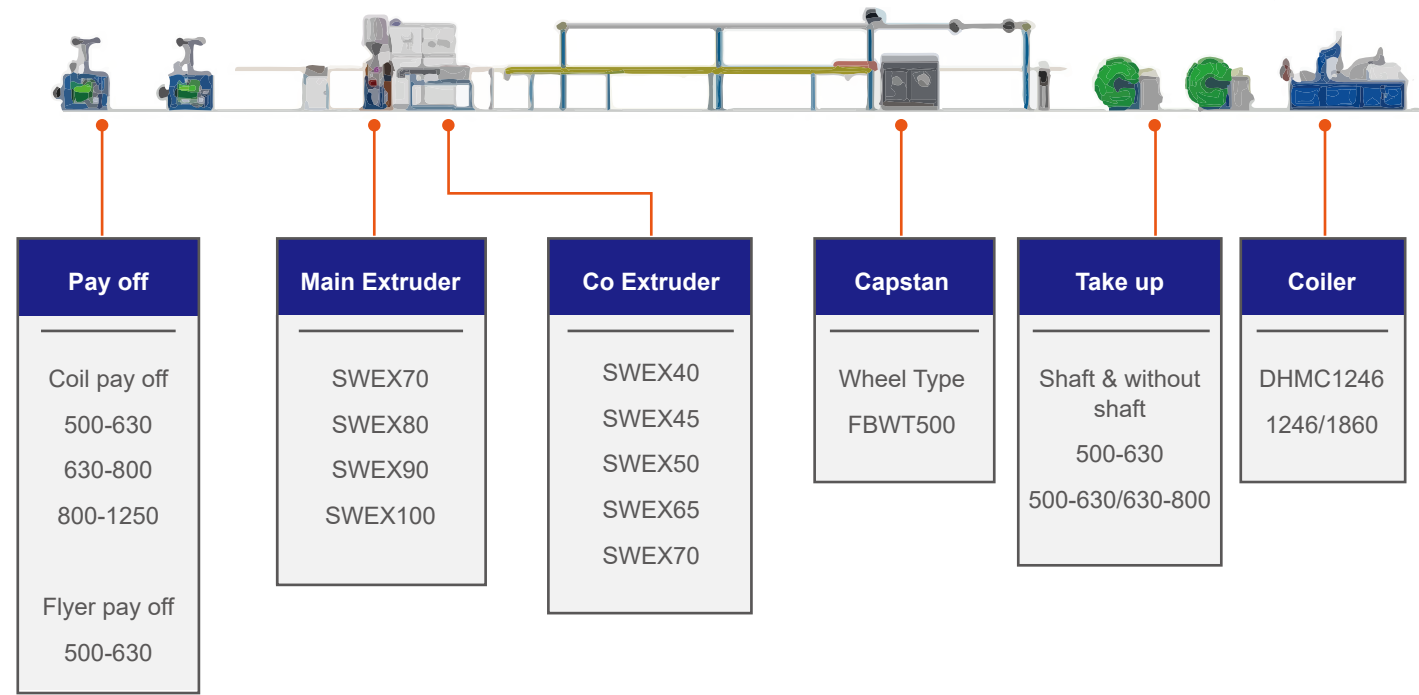 Pay off
Coil pay off
500-630
630-800
800-1250
Flyer pay off
500-630
Main Extruder
SWEX70
SWEX80
SWEX90
SWEX100
Co Extruder
SWEX40
SWEX45
SWEX50
SWEX65
SWEX70
Capstan
Wheel Type
FBWT500
Take up
Shaft & without
shaft
500-630
500-630/630-800
Coiler
DHMC1246
1246/1860